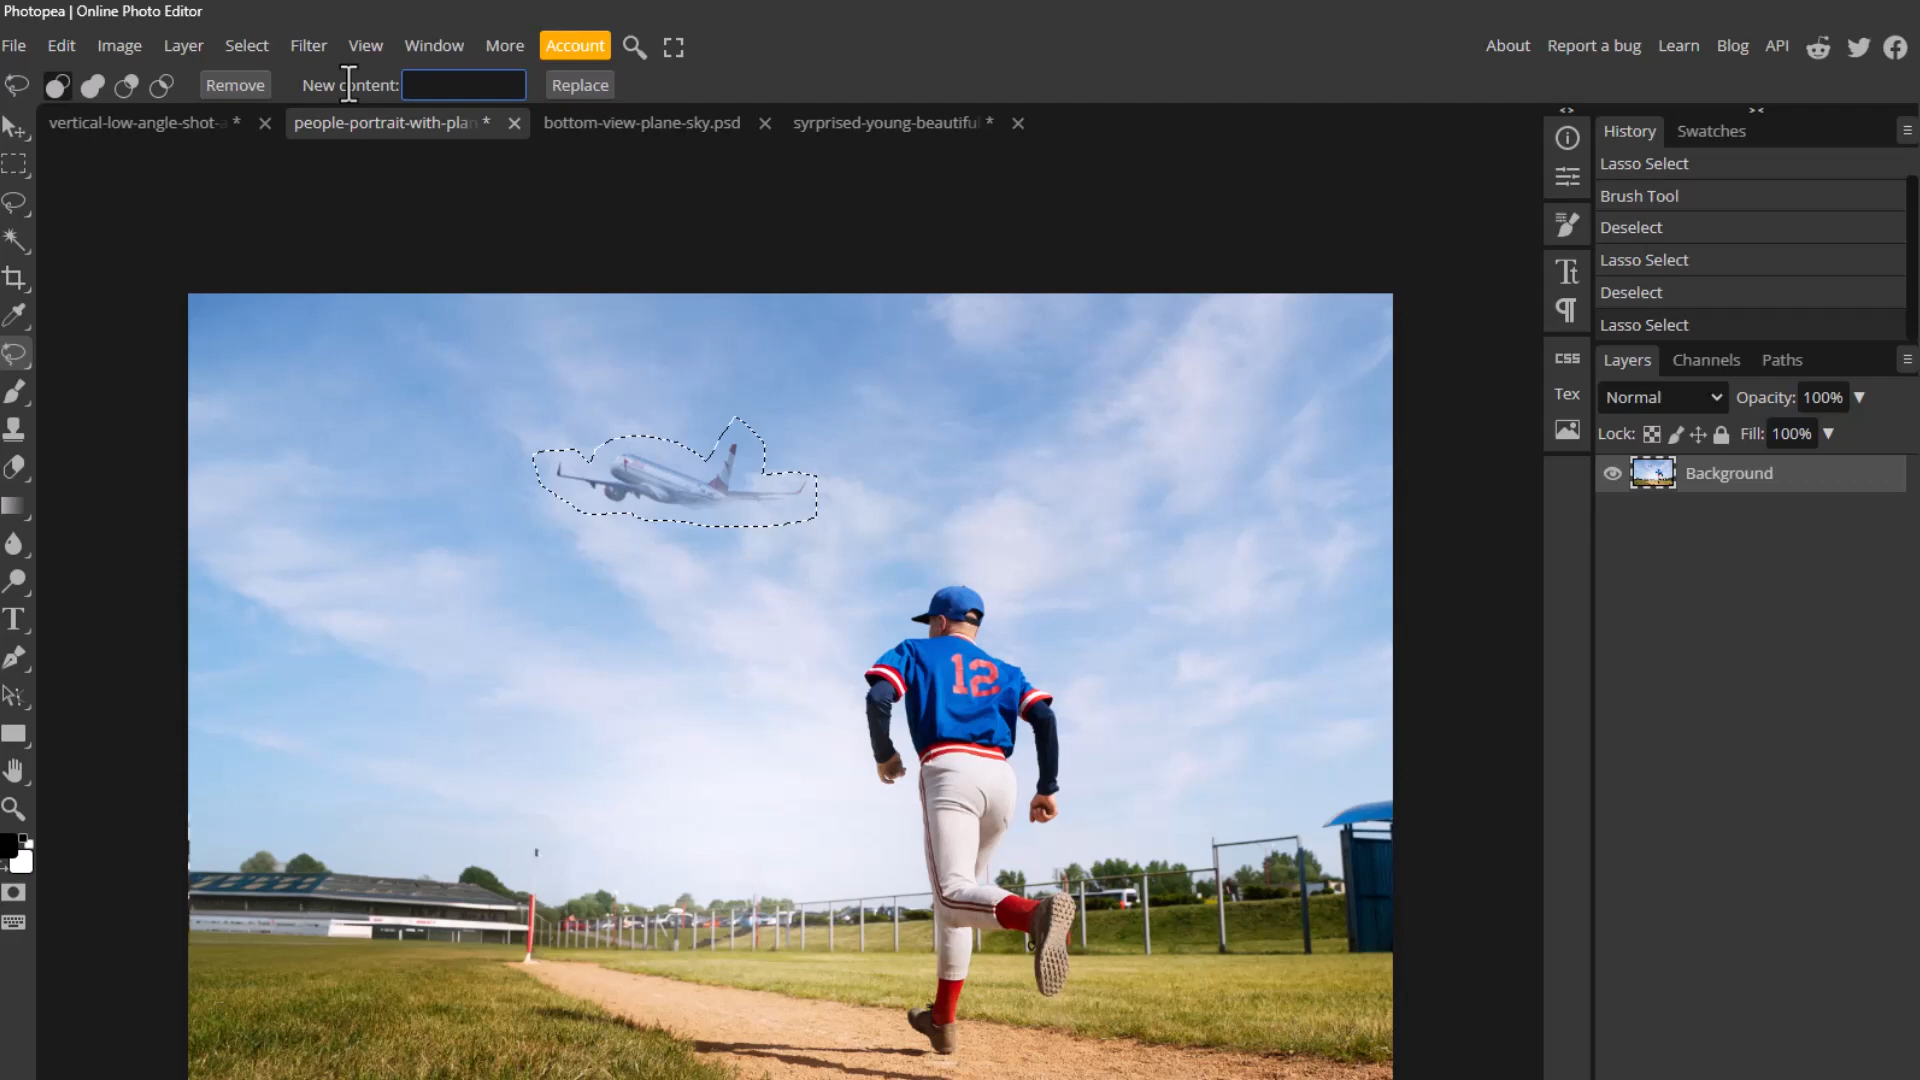 Photopea | Online Photo Editor
File Edit Image Layer Select Filter View Window More Account About Report a bug Learn Blog API
Remove New content: Replace
vertical-low-angle-shot-a * people-portrait-with-plan * bottom-view-plane-sky.psd syrprised-young-beautiful *
History Swatches
Lasso Select
Brush Tool
Deselect
Lasso Select
Deselect
Lasso Select
Layers Channels Paths
CSS
Normal Opacity: 100%
Tex
Lock: Fill: 100%
Background
12